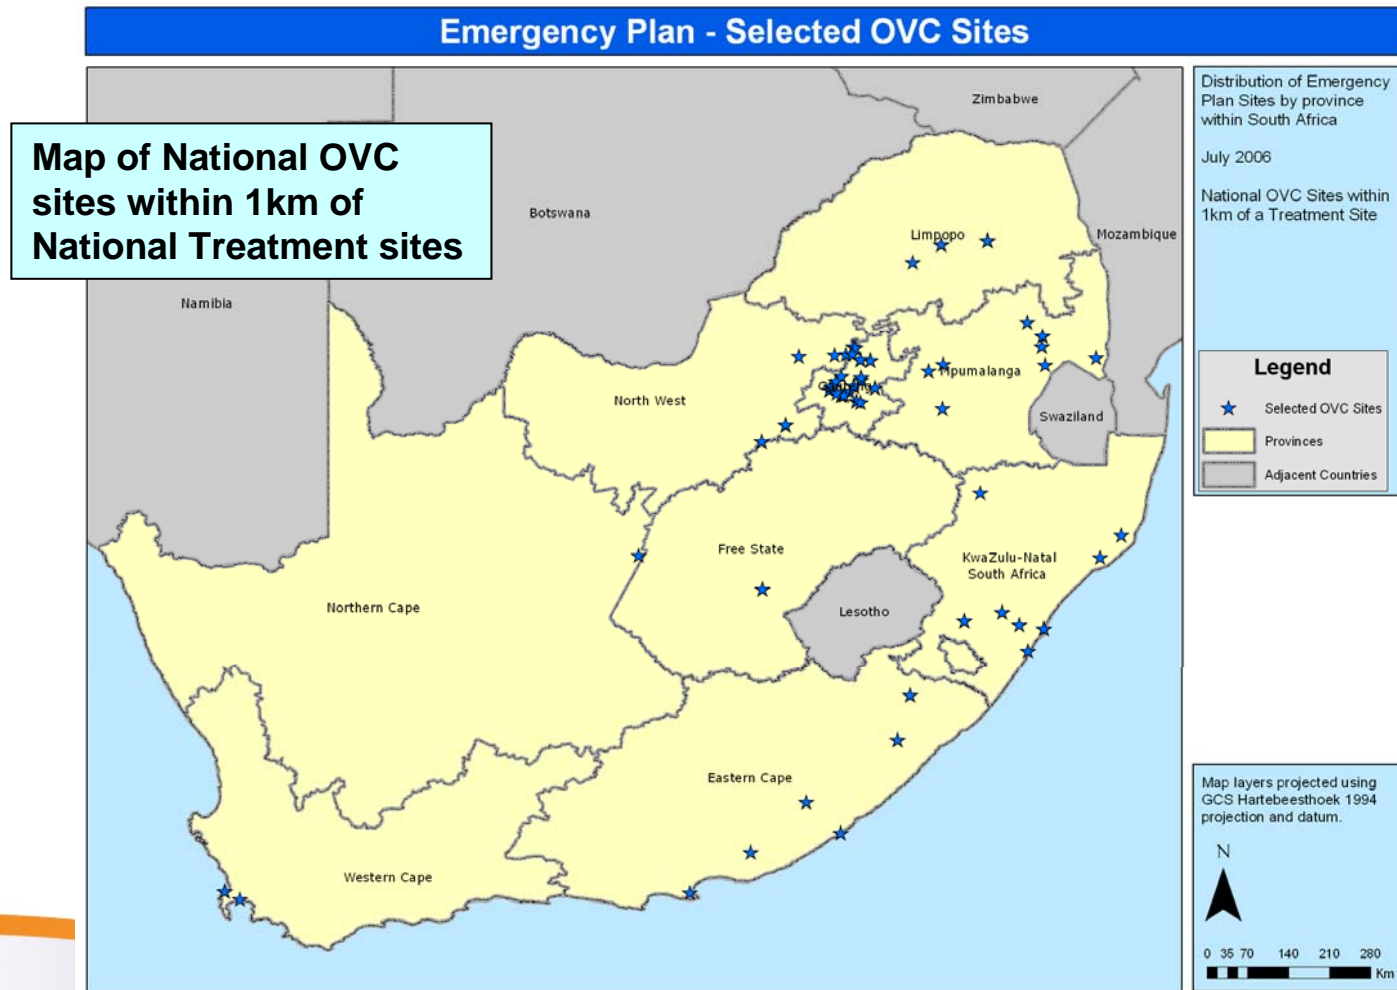 Emergency Plan - Selected OVC Sites
Map of National OVC
sites within 1km of
National Treatment sites
Zimbabwe
Botswana
Limpopo
Mozambique
Namibia
Mpumalanga
Gauteng
North West
Swaziland
Free State
KwaZulu-Natal
South Africa
Northern Cape
Lesotho
Eastern Cape
Western Cape
Distribution of Emergency
Plan Sites by province
within South Africa
July 2006
National OVC Sites within
1km of a Treatment Site
Legend
Selected OVC Sites
Provinces
Adjacent Countries
Map layers projected using
GCS Hartebeesthoek 1994
projection and datum.
N
0 35 70 140 210 280
Km